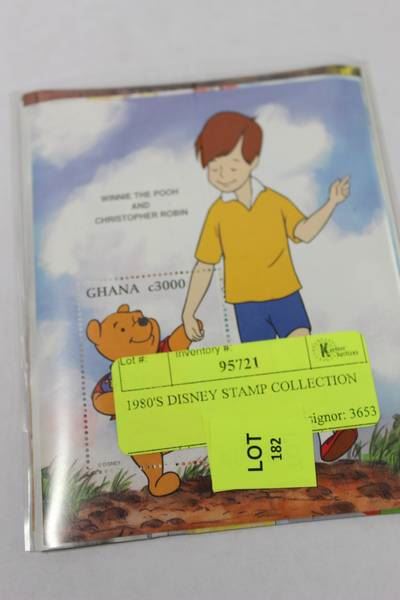 WINNIE THE POOH
AND
CHRISTOPHER ROBIN
GHANA c3000
Lot #:
Inventory #:
95721
1980'S DISNEY STAMP COLLECTION
signor: 3653
LOT
182
© DISNEY